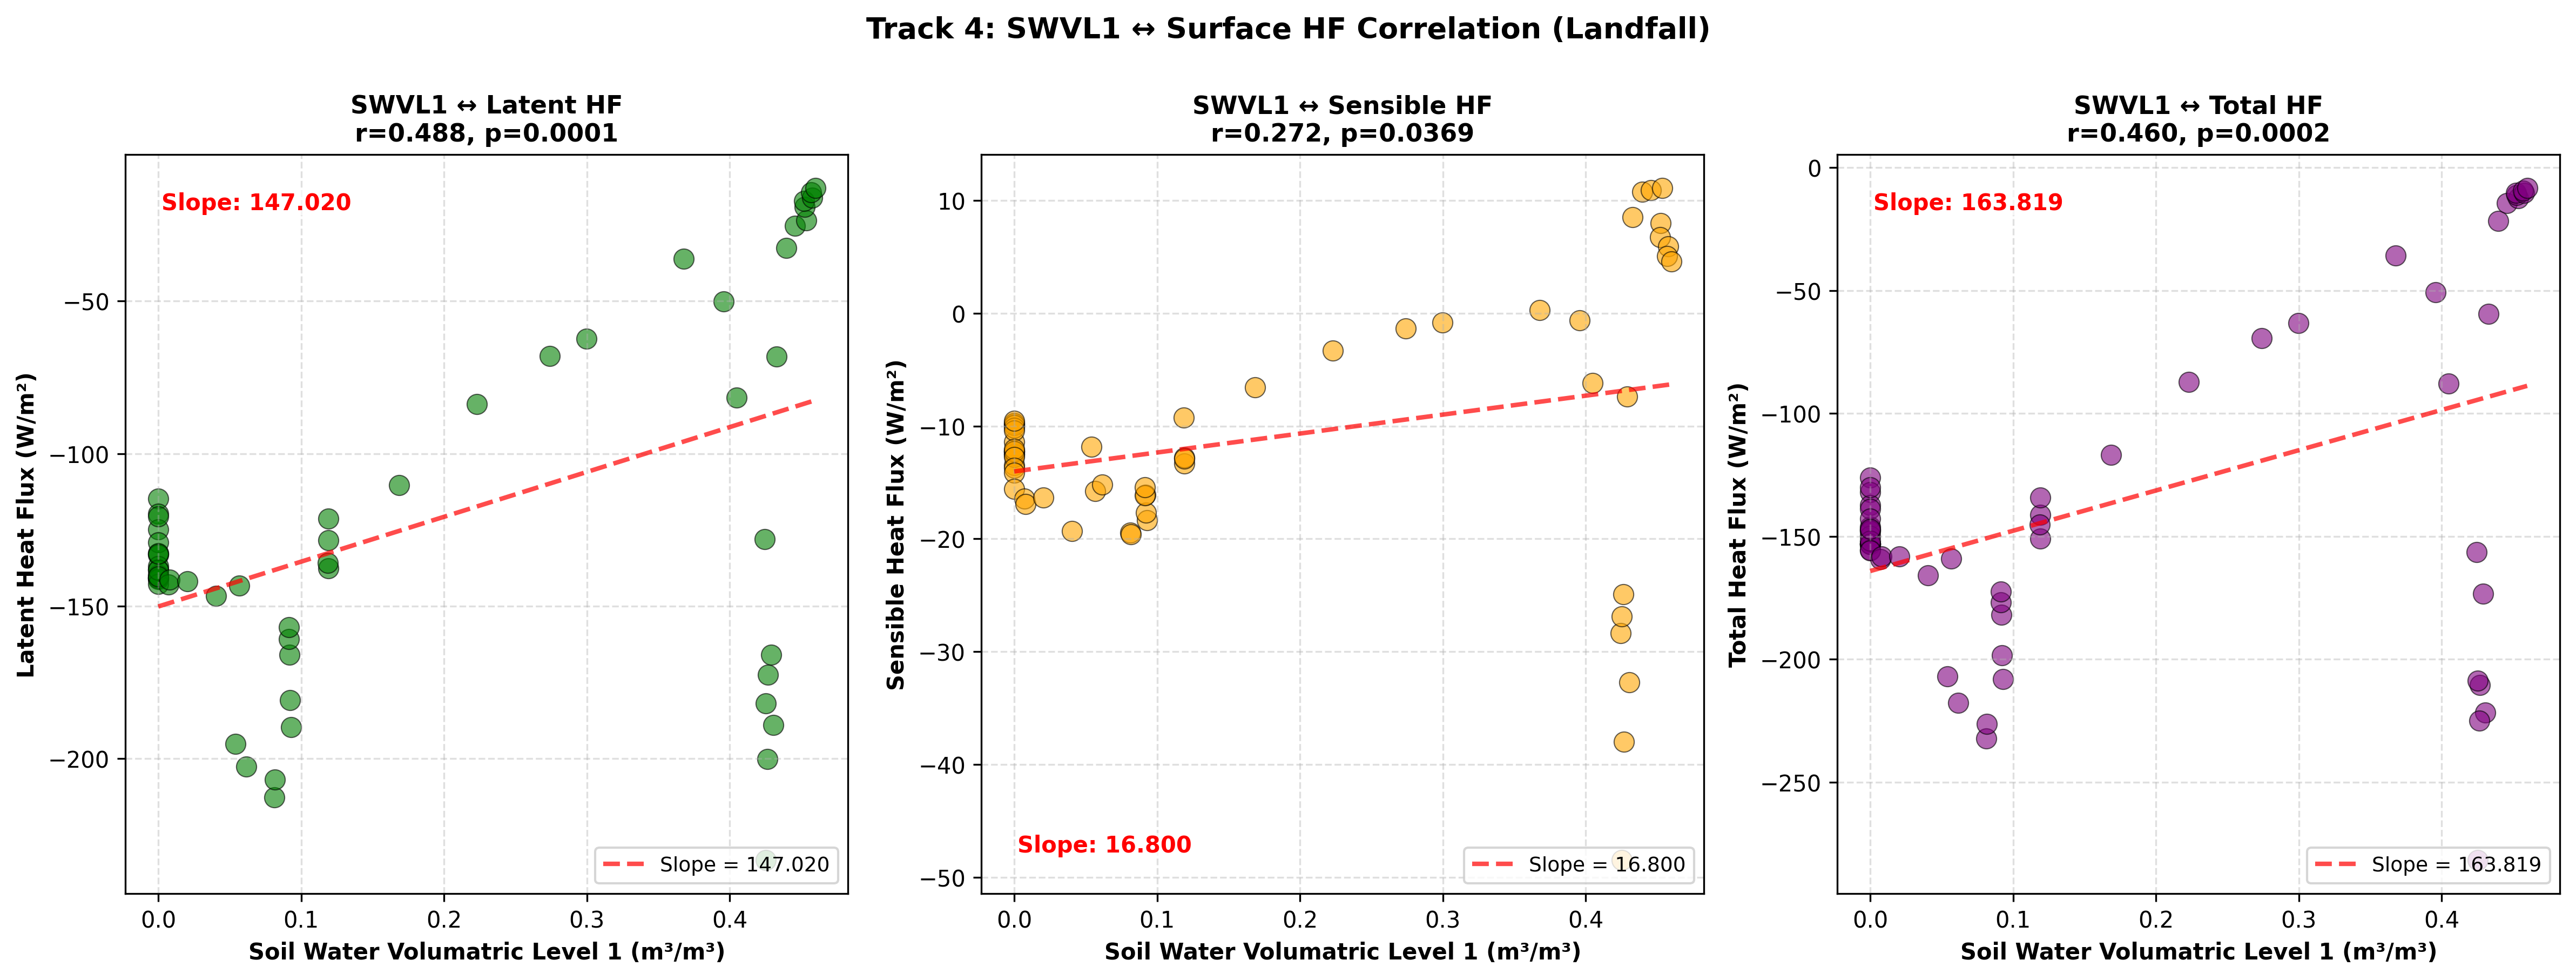 Track 4: SWVL1 ↔ Surface HF Correlation (Landfall)
SWVL1 ↔ Latent HF
r=0.488, p=0.0001
Slope: 147.020
Latent Heat Flux (W/m²)
−50
−100
−150
−200
Slope = 147.020
0.0
0.1
0.2
0.3
0.4
Soil Water Volumatric Level 1 (m³/m³)
SWVL1 ↔ Sensible HF
r=0.272, p=0.0369
Sensible Heat Flux (W/m²)
10
0
−10
−20
−30
−40
−50
Slope: 16.800
Slope = 16.800
0.0
0.1
0.2
0.3
0.4
Soil Water Volumatric Level 1 (m³/m³)
SWVL1 ↔ Total HF
r=0.460, p=0.0002
Slope: 163.819
Total Heat Flux (W/m²)
0
−50
−100
−150
−200
−250
Slope = 163.819
0.0
0.1
0.2
0.3
0.4
Soil Water Volumatric Level 1 (m³/m³)